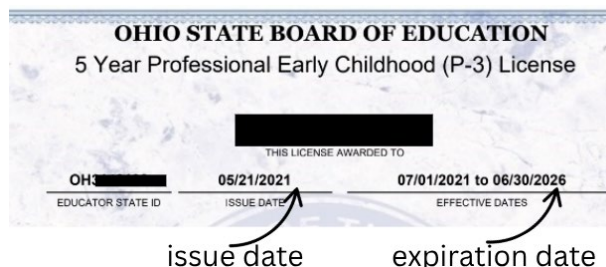 OHIO STATE BOARD OF EDUCATION
5 Year Professional Early Childhood (P-3) License
THIS LICENSE AWARDED TO
05/21/2021 07/01/2021 to 06/30/2026
EDUCATOR STATE ID ISSUE DATE EFFECTIVE DATES
issue date expiration date